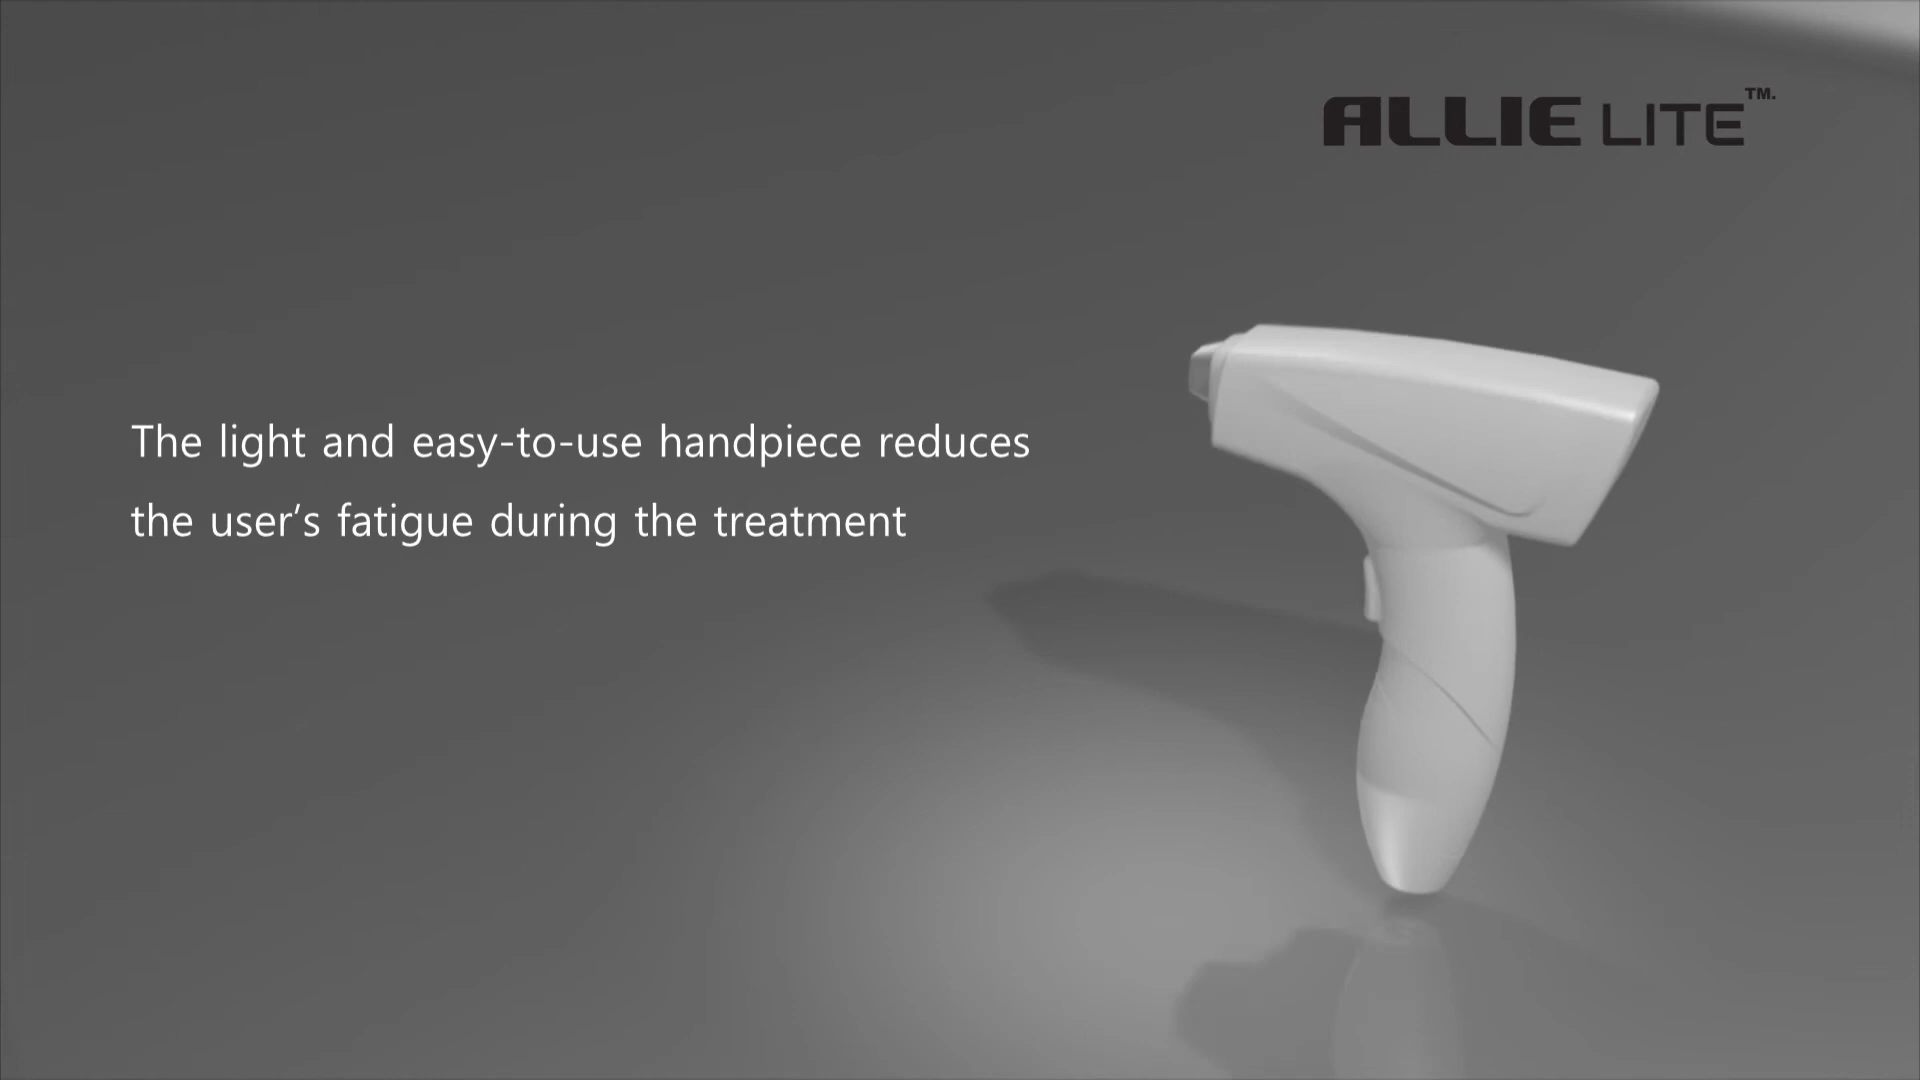 ALLIE LITE™.
The light and easy-to-use handpiece reduces
the user's fatigue during the treatment